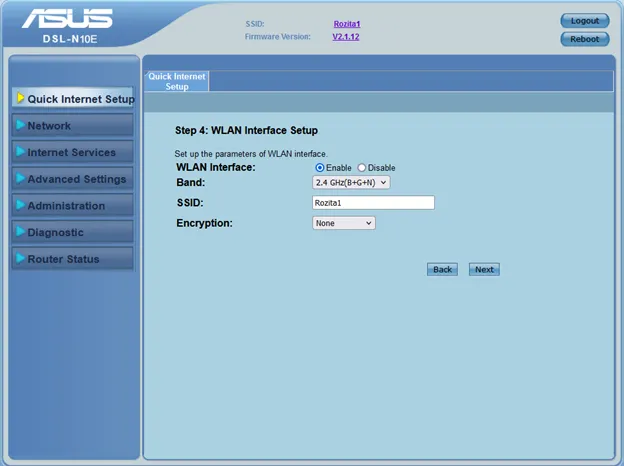 ASUS
DSL-N10E
SSID: Rozita1
Firmware Version: V2.1.12
Logout
Reboot
Quick Internet Setup
Network
Internet Services
Advanced Settings
Administration
Diagnostic
Router Status
Quick Internet
Setup
Step 4: WLAN Interface Setup
Set up the parameters of WLAN interface.
WLAN Interface: Enable Disable
Band: 2.4 GHz(B+G+N)
SSID: Rozita1
Encryption: None
Back Next